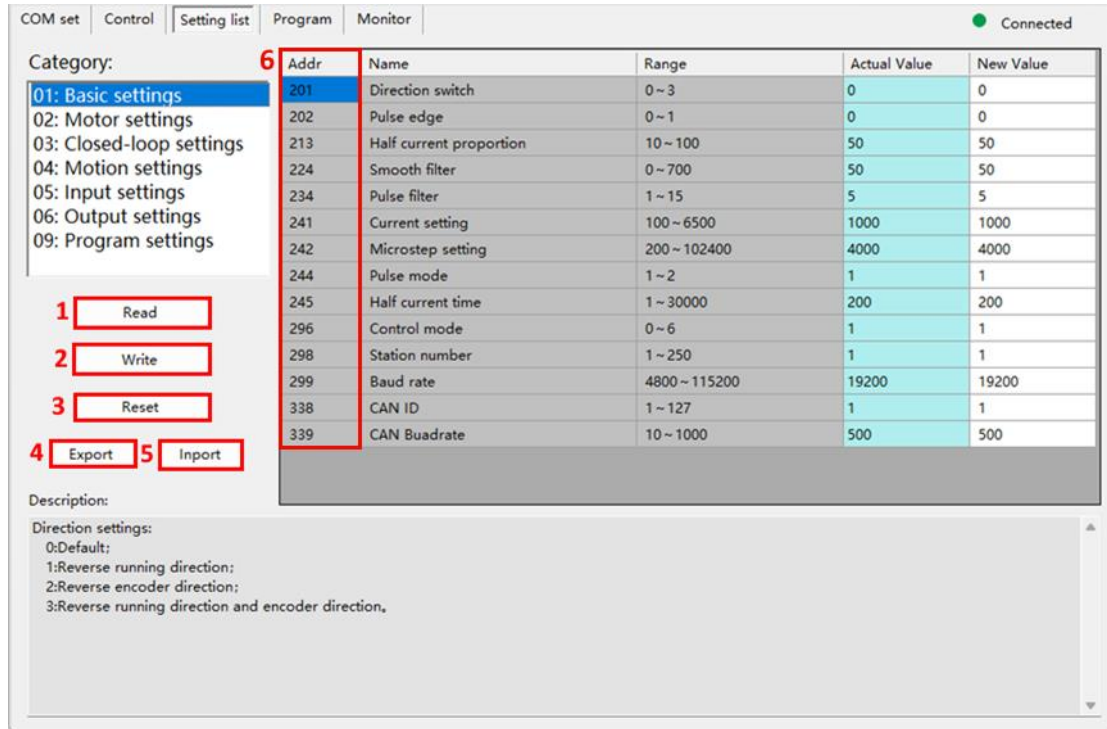 COM set Control Setting list Program Monitor Connected
Category:
01: Basic settings
02: Motor settings
03: Closed-loop settings
04: Motion settings
05: Input settings
06: Output settings
09: Program settings
1 Read
2 Write
3 Reset
4 Export 5 Inport
6 Addr Name Range Actual Value New Value
201 Direction switch 0~3 0 0
202 Pulse edge 0~1 0 0
213 Half current proportion 10~100 50 50
224 Smooth filter 0~700 50 50
234 Pulse filter 1~15 5 5
241 Current setting 100~6500 1000 1000
242 Microstep setting 200~102400 4000 4000
244 Pulse mode 1~2 1 1
245 Half current time 1~30000 200 200
296 Control mode 0~6 1 1
298 Station number 1~250 1 1
299 Baud rate 4800~115200 19200 19200
338 CAN ID 1~127 1 1
339 CAN Buadrate 10~1000 500 500
Description:
Direction settings:
0:Default;
1:Reverse running direction;
2:Reverse encoder direction;
3:Reverse running direction and encoder direction。